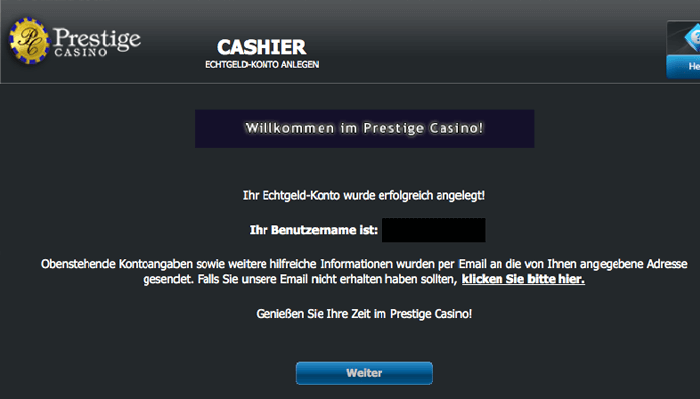 Prestige
CASINO
CASHIER
ECHTGELD-KONTO ANLEGEN
Willkommen im Prestige Casino!
Ihr Echtgeld-Konto wurde erfolgreich angelegt!
Ihr Benutzername ist:
Obenstehende Kontoangaben sowie weitere hilfreiche Informationen wurden per Email an die von Ihnen angegebene Adresse
gesendet. Falls Sie unsere Email nicht erhalten haben sollten, klicken Sie bitte hier.
Genießen Sie Ihre Zeit im Prestige Casino!
Weiter